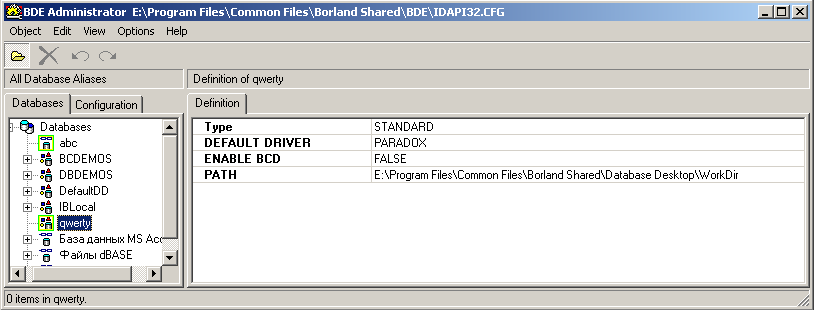 BDE Administrator E:\Program Files\Common Files\Borland Shared\BDE\IDAPI32.CFG
Object Edit View Options Help
All Database Aliases
Definition of qwerty
Databases Configuration
Definition
Databases
abc
BCDEMOS
DBDEMOS
DefaultDD
IBLocal
qwerty
База данных MS Acc
Файлы dBASE
Type STANDARD
DEFAULT DRIVER PARADOX
ENABLE BCD FALSE
PATH E:\Program Files\Common Files\Borland Shared\Database Desktop\WorkDir
0 items in qwerty.